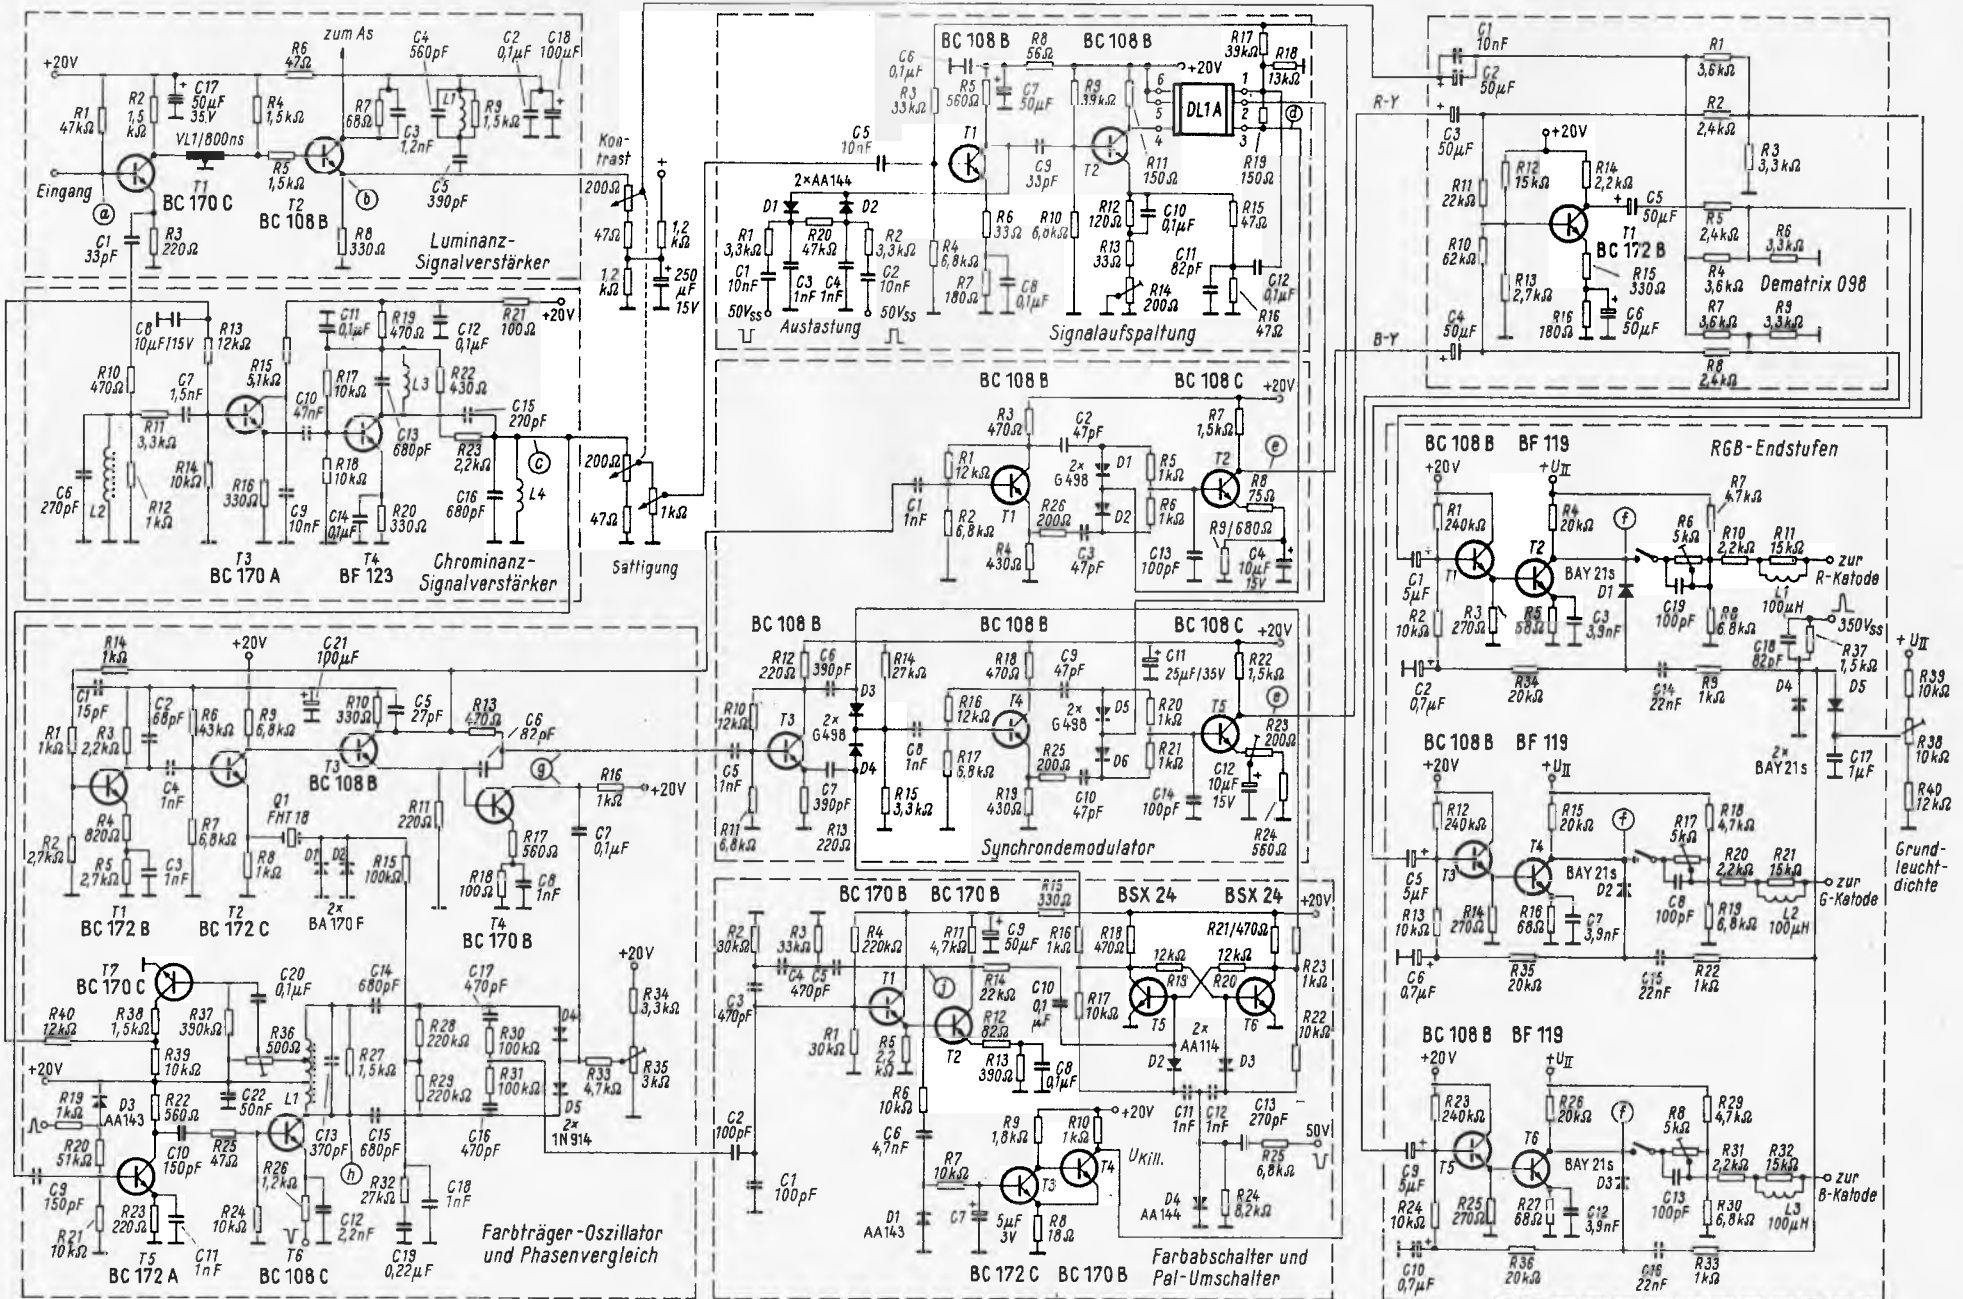 +20V
R1
47kΩ
R2
1,5
kΩ
C17
50µF
35V
R6
47Ω
R4
1,5kΩ
VL1/800ns
R5
1,5kΩ
zum As
R7
68Ω
C3
1,2nF
C4
560pF
L1
R9
1,5kΩ
C2
0,1µF
C18
100µF
C5
390pF
Eingang
a
T1
BC 170 C
T2
BC 108 B
b
C1
33pF
R3
220Ω
R8
330Ω
Luminanz-
Signalverstärker
Kon-
trast
200Ω
47Ω
1,2
kΩ
+
1,2
kΩ
250
µF
15V
C8
10µF/15V
R13
12kΩ
R10
470Ω
C7
1,5nF
R11
3,3kΩ
R15
5,1kΩ
C10
47nF
C11
0,1µF
R19
470Ω
C12
0,1µF
R21
100Ω
+20V
R17
10kΩ
L3
R22
430Ω
C15
270pF
C13
680pF
R23
2,2kΩ
c
C6
270pF
L2
R12
1kΩ
R14
10kΩ
R16
330Ω
C9
10nF
R18
10kΩ
C14
0,1µF
R20
330Ω
C16
680pF
L4
T3
BC 170 A
T4
BF 123
Chrominanz-
Signalverstärker
200Ω
47Ω
1kΩ
Sättigung
BC 108 B
BC 108 B
C6
0,1µF
R3
33kΩ
R5
560Ω
R8
56Ω
C7
50µF
R9
39kΩ
+20V
6
5
4
1
2
3
DL1A
R17
39kΩ
R18
13kΩ
d
R19
150Ω
C5
10nF
T1
C9
33pF
T2
R11
150Ω
2×AA144
D1
D2
R1
3,3kΩ
R20
47kΩ
R2
3,3kΩ
C10
10nF
C3
1nF
C4
1nF
C2
10nF
50Vss
Austastung
50Vss
R4
6,8kΩ
R6
33Ω
R7
180Ω
C8
0,1µF
R10
6,8kΩ
R12
120Ω
C10
0,1µF
R13
33Ω
R14
200Ω
R15
47Ω
C11
82pF
C12
0,1µF
R16
47Ω
Signalaufspaltung
BC 108 B
BC 108 C
+20V
R3
470Ω
C2
47pF
R7
1,5kΩ
R1
12kΩ
2×
G498
D1
D2
R5
1kΩ
R6
1kΩ
T2
e
R8
75Ω
C1
1nF
R2
6,8kΩ
T1
R26
200Ω
R4
430Ω
C3
47pF
C13
100pF
R9/680Ω
C4
10µF
15V
BC 108 B
BC 108 B
BC 108 C
+20V
R12
220Ω
C6
390pF
R14
27kΩ
R18
470Ω
C9
47pF
C11
25µF/35V
R22
1,5kΩ
R10
12kΩ
T3
2×
G498
D3
D4
R16
12kΩ
T4
2×
G498
D5
D6
R20
1kΩ
R21
1kΩ
T5
e
R23
200Ω
C5
1nF
R11
6,8kΩ
C7
390pF
R13
220Ω
R15
3,3kΩ
C8
1nF
R17
6,8kΩ
R25
200Ω
R19
430Ω
C10
47pF
C14
100pF
C12
10µF
15V
R24
560Ω
Synchrondemodulator
R14
1kΩ
+20V
C21
100µF
C1
15pF
C2
68pF
R6
43kΩ
R9
6,8kΩ
R10
330Ω
C5
27pF
R13
470Ω
C6
82pF
R1
1kΩ
R3
2,2kΩ
C4
1nF
T3
BC 108 B
g
R16
1kΩ
+20V
R2
2,7kΩ
R4
820Ω
R5
2,7kΩ
C3
1nF
R7
6,8kΩ
Q1
FHT 18
R8
1kΩ
D1
D2
R15
100kΩ
R11
220Ω
R17
560Ω
R18
100Ω
C8
1nF
C7
0,1µF
T1
BC 172 B
T2
BC 172 C
2×
BA170 F
T4
BC 170 B
T7
BC 170 C
C20
0,1µF
C14
680pF
C17
470pF
+20V
R40
12kΩ
R38
1,5kΩ
R37
390kΩ
R36
500Ω
R28
220kΩ
R30
100kΩ
D4
R34
3,3kΩ
R39
10kΩ
L1
R27
1,5kΩ
R29
220kΩ
R31
100kΩ
D5
R33
4,7kΩ
R35
3kΩ
+20V
R19
1kΩ
D3
AA143
R22
560Ω
C22
50nF
2×
1N914
R20
51kΩ
C10
150pF
R25
47Ω
C13
370pF
C15
680pF
C16
470pF
C9
150pF
R21
10kΩ
R23
220Ω
C11
1nF
R24
10kΩ
R26
1,2kΩ
h
C12
2,2nF
R32
27kΩ
C18
1nF
C19
0,22µF
T5
BC 172 A
T6
BC 108 C
Farbträger-Oszillator
und Phasenvergleich
BC 170 B
BC 170 B
R15
330Ω
BSX 24
BSX 24
+20V
R2
30kΩ
R3
33kΩ
R4
220kΩ
R11
4,7kΩ
C9
50µF
R16
1kΩ
R18
470Ω
R21/470Ω
12kΩ
R19
12kΩ
R20
R23
1kΩ
C4
C5
470pF
C3
470pF
T1
j
R14
22kΩ
C10
0,1
µF
R17
10kΩ
T5
T6
R22
10kΩ
R1
30kΩ
R5
2,2
kΩ
T2
R12
82Ω
R13
390Ω
C8
0,1µF
2×
AA114
D2
D3
R6
10kΩ
C6
4,7nF
C2
100pF
C1
100pF
R9
1,8kΩ
R10
1kΩ
+20V
UKill.
C11
1nF
C12
1nF
C13
270pF
50V
R25
6,8kΩ
R7
10kΩ
T3
T4
D1
AA143
C7
5µF
3V
R8
18Ω
D4
AA144
R24
8,2kΩ
BC 172 C
BC 170 B
Farbabschalter und
Pal-Umschalter
C1
10nF
C2
50µF
R1
3,6kΩ
R-Y
C3
50µF
R2
2,4kΩ
+20V
R3
3,3kΩ
R12
15kΩ
R14
2,2kΩ
R11
22kΩ
C5
50µF
R5
2,4kΩ
T1
BC 172 B
R6
3,3kΩ
R10
62kΩ
R13
2,7kΩ
R15
330Ω
R4
3,6kΩ
Dematrix 098
C4
50µF
R16
180Ω
C6
50µF
R7
3,6kΩ
R9
3,3kΩ
B-Y
R8
2,4kΩ
RGB-Endstufen
BC 108 B
BF 119
+20V
+UII
R7
4,7kΩ
R1
240kΩ
R4
20kΩ
f
R6
5kΩ
R10
2,2kΩ
R11
15kΩ
zur
R-Katode
T2
BAY 21s
D1
T1
L1
100µH
C1
5µF
R2
10kΩ
R3
270Ω
R5
68Ω
C3
3,9nF
C19
100pF
R8
6,8kΩ
350Vss
C18
82pF
R37
1,5kΩ
+UII
R39
10kΩ
C2
0,7µF
R34
20kΩ
C14
22nF
R9
1kΩ
D4
D5
R38
10kΩ
2×
BAY21s
C17
1µF
R40
12kΩ
Grund-
leucht-
dichte
BC 108 B
BF 119
+20V
+UII
R12
240kΩ
R15
20kΩ
f
R17
5kΩ
R18
4,7kΩ
R20
2,2kΩ
R21
15kΩ
zur
G-Katode
T3
T4
BAY 21s
D2
C5
5µF
R13
10kΩ
R14
270Ω
R16
68Ω
C7
3,9nF
C8
100pF
R19
6,8kΩ
L2
100µH
C6
0,7µF
R35
20kΩ
C15
22nF
R22
1kΩ
BC 108 B
BF 119
+20V
+UII
R23
240kΩ
R26
20kΩ
f
R8
5kΩ
R29
4,7kΩ
R31
2,2kΩ
R32
15kΩ
zur
B-Katode
T5
T6
BAY 21s
D3
C9
5µF
R24
10kΩ
R25
270Ω
R27
68Ω
C12
3,9nF
C13
100pF
R30
6,8kΩ
L3
100µH
C10
0,7µF
R36
20kΩ
C16
22nF
R33
1kΩ